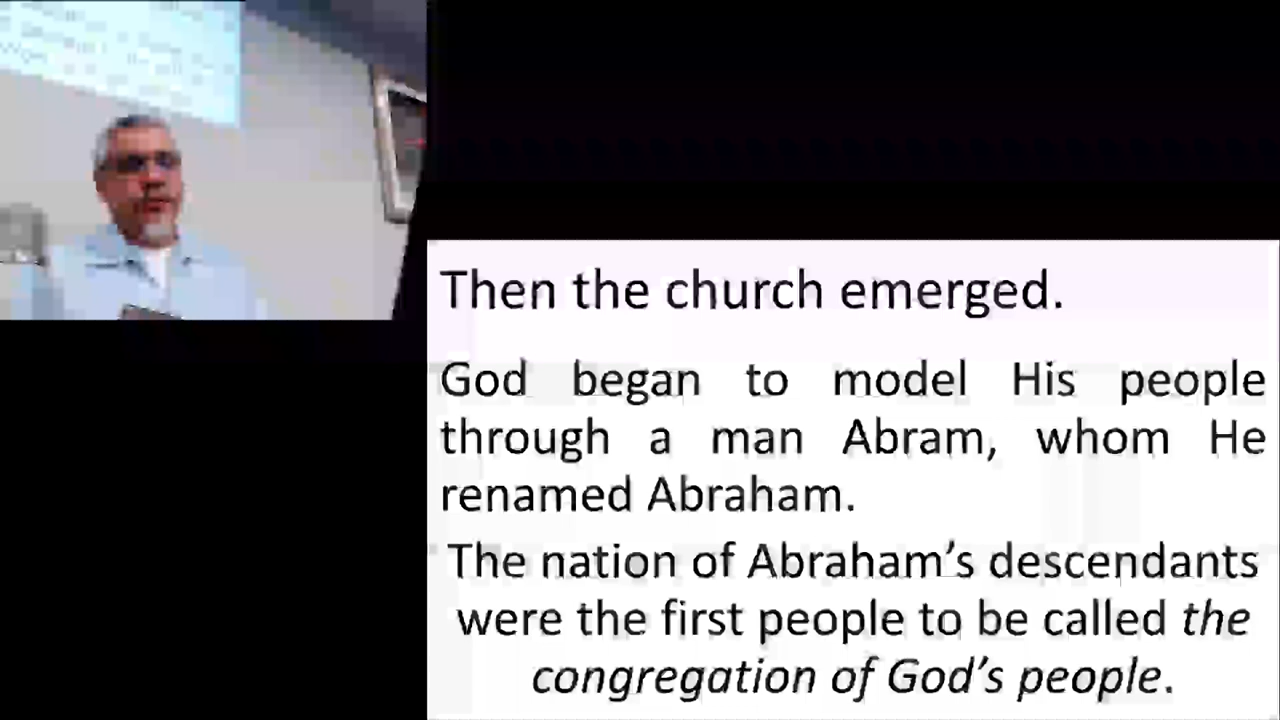 Then the church emerged.
God began to model His people
through a man Abram, whom He
renamed Abraham.
The nation of Abraham's descendants
were the first people to be called the
congregation of God's people.